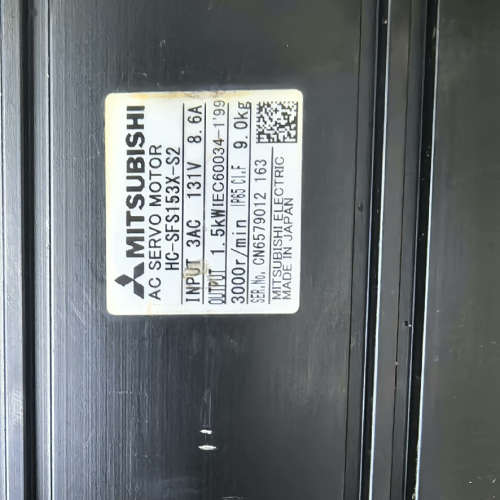 MITSUBISHI
AC SERVO MOTOR
HC-SFS153X-S2
INPUT 3AC 131V 8.6A
OUTPUT 1.5kW IEC60034-1'99
3000r/min IP65 Cl.F 9.0kg
SER.No. CN6579012 163
MITSUBISHI ELECTRIC
MADE IN JAPAN